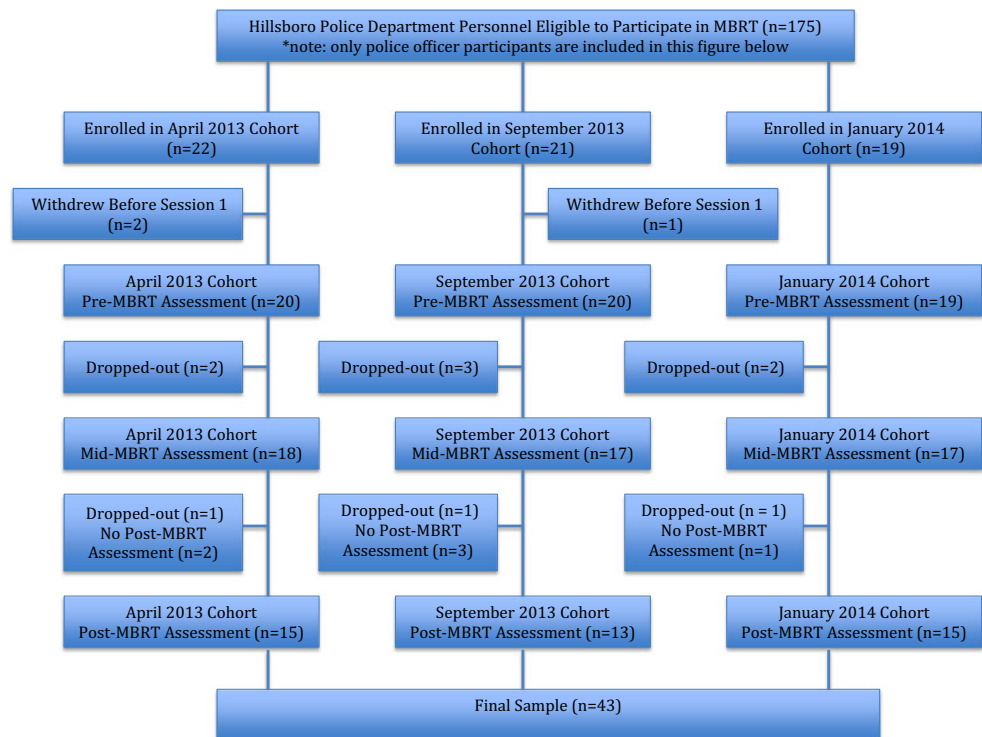 Hillsboro Police Department Personnel Eligible to Participate in MBRT (n=175)
*note: only police officer participants are included in this figure below
Enrolled in April 2013 Cohort
(n=22)
Enrolled in September 2013
Cohort (n=21)
Enrolled in January 2014
Cohort (n=19)
Withdrew Before Session 1
(n=2)
Withdrew Before Session 1
(n=1)
April 2013 Cohort
Pre-MBRT Assessment (n=20)
September 2013 Cohort
Pre-MBRT Assessment (n=20)
January 2014 Cohort
Pre-MBRT Assessment (n=19)
Dropped-out (n=2)
Dropped-out (n=3)
Dropped-out (n=2)
April 2013 Cohort
Mid-MBRT Assessment (n=18)
September 2013 Cohort
Mid-MBRT Assessment (n=17)
January 2014 Cohort
Mid-MBRT Assessment (n=17)
Dropped-out (n=1)
No Post-MBRT
Assessment (n=2)
Dropped-out (n=1)
No Post-MBRT
Assessment (n=3)
Dropped-out (n = 1)
No Post-MBRT
Assessment (n=1)
April 2013 Cohort
Post-MBRT Assessment (n=15)
September 2013 Cohort
Post-MBRT Assessment (n=13)
January 2014 Cohort
Post-MBRT Assessment (n=15)
Final Sample (n=43)